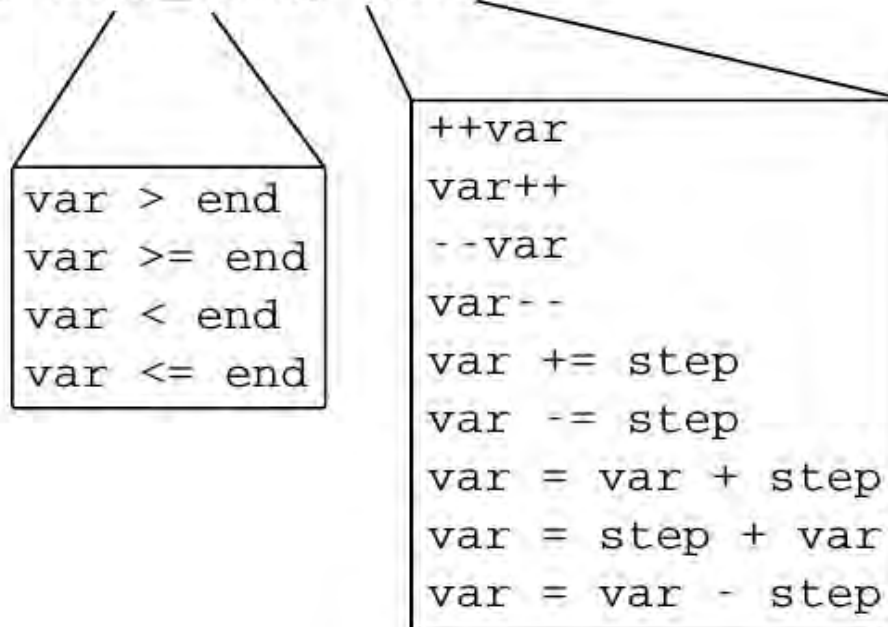 var > end
var >= end
var < end
var <= end
++var
var++
--var
var--
var += step
var -= step
var = var + step
var = step + var
var = var - step